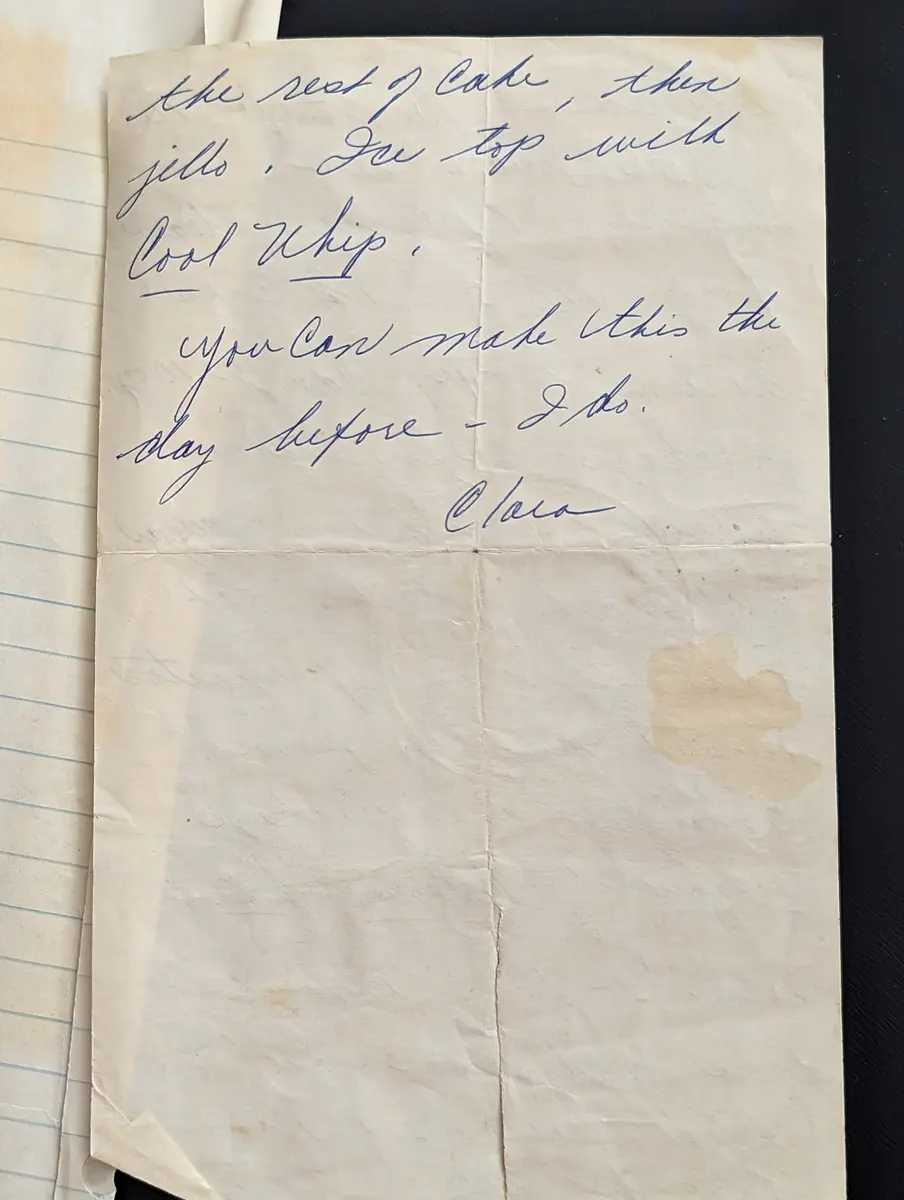 the rest of Cake, then
jello. Ice top with
Cool Whip.
You Can make this the
day before - I do.
Clara